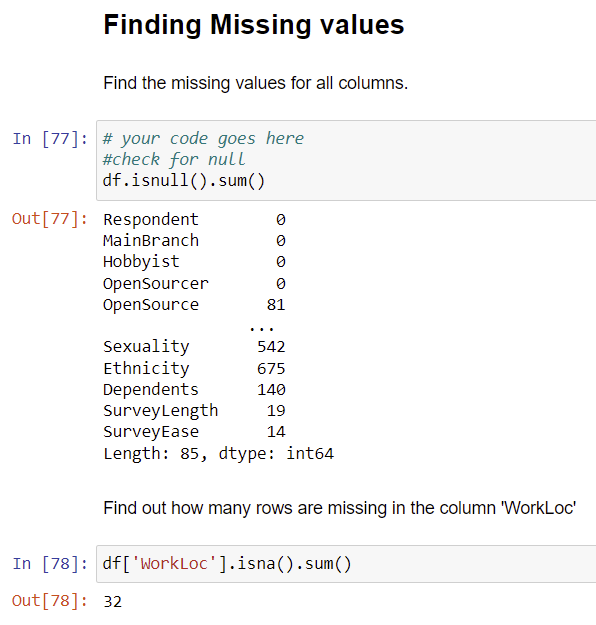 Finding Missing values
Find the missing values for all columns.
In [77]: # your code goes here
#check for null
df.isnull().sum()
Out[77]: Respondent 0
MainBranch 0
Hobbyist 0
OpenSourcer 0
OpenSource 81
...
Sexuality 542
Ethnicity 675
Dependents 140
SurveyLength 19
SurveyEase 14
Length: 85, dtype: int64
Find out how many rows are missing in the column 'WorkLoc'
In [78]: df['WorkLoc'].isna().sum()
Out[78]: 32